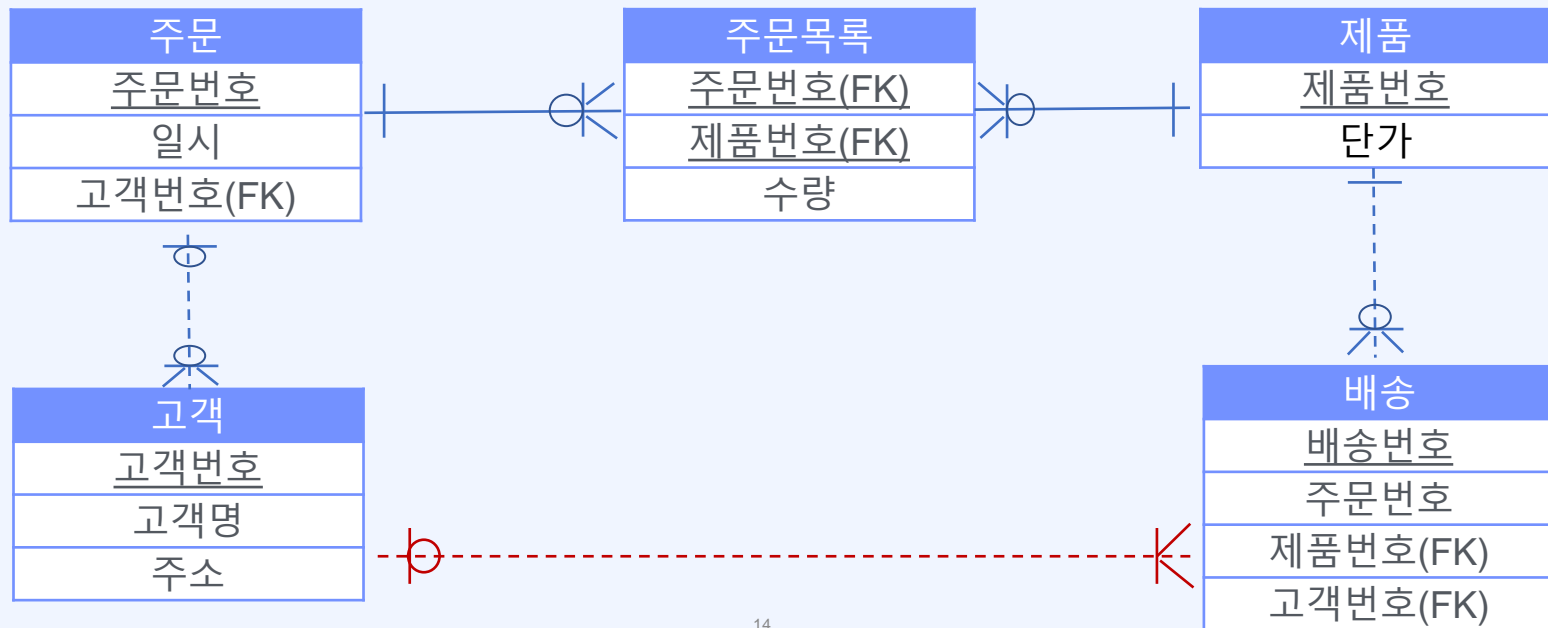 주문
주문번호
일시
고객번호(FK)
주문목록
주문번호(FK)
제품번호(FK)
수량
제품
제품번호
단가
고객
고객번호
고객명
주소
배송
배송번호
주문번호
제품번호(FK)
고객번호(FK)
14